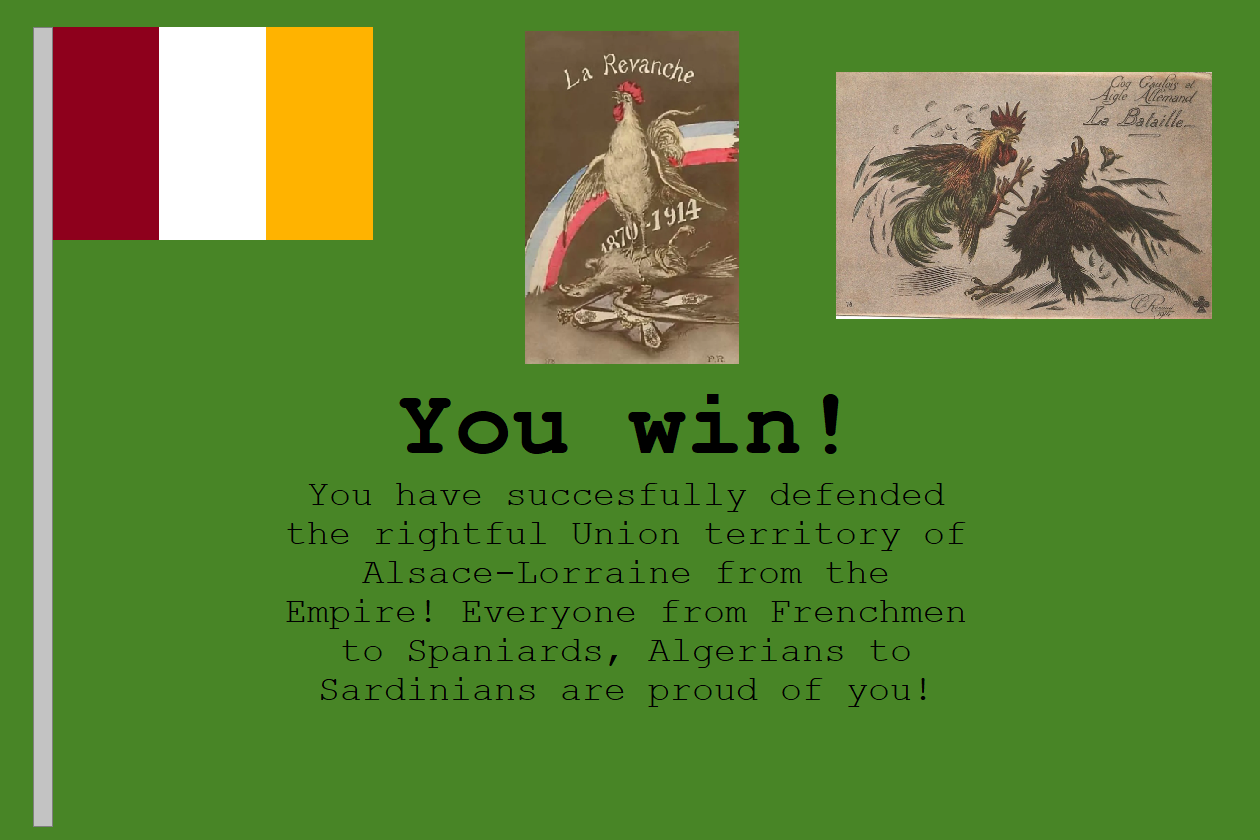 La Revanche
1870-1914
P.R.
Coq Gaulois et
Aigle Allemand
La Bataille
You win!
You have succesfully defended
the rightful Union territory of
Alsace-Lorraine from the
Empire! Everyone from Frenchmen
to Spaniards, Algerians to
Sardinians are proud of you!